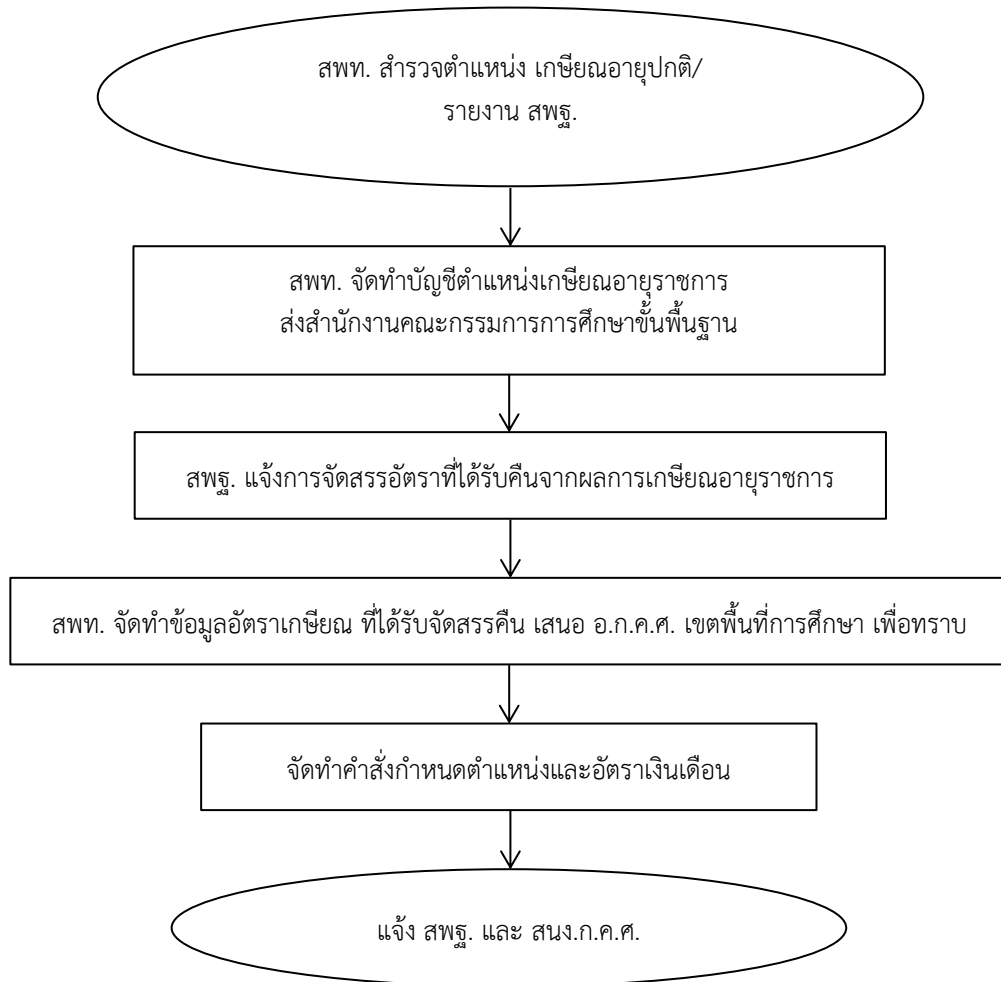 สพท. สำรวจตำแหน่ง เกษียณอายุปกติ/
รายงาน สพฐ.
สพท. จัดทำบัญชีตำแหน่งเกษียณอายุราชการ
ส่งสำนักงานคณะกรรมการการศึกษาขั้นพื้นฐาน
สพฐ. แจ้งการจัดสรรอัตราที่ได้รับคืนจากผลการเกษียณอายุราชการ
สพท. จัดทำข้อมูลอัตราเกษียณ ที่ได้รับจัดสรรคืน เสนอ อ.ก.ค.ศ. เขตพื้นที่การศึกษา เพื่อทราบ
จัดทำคำสั่งกำหนดตำแหน่งและอัตราเงินเดือน
แจ้ง สพฐ. และ สนง.ก.ค.ศ.